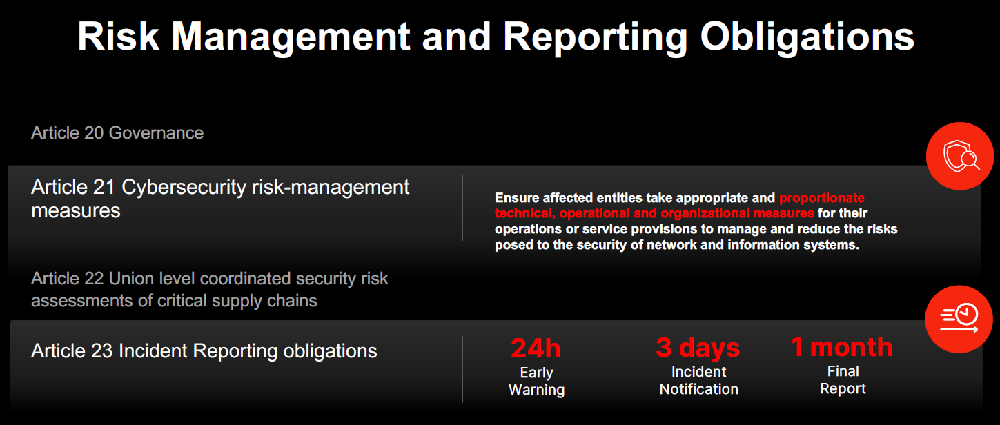 Risk Management and Reporting Obligations
Article 20 Governance
Article 21 Cybersecurity risk-management
measures
Ensure affected entities take appropriate and proportionate
technical, operational and organizational measures for their
operations or service provisions to manage and reduce the risks
posed to the security of network and information systems.
Article 22 Union level coordinated security risk
assessments of critical supply chains
Article 23 Incident Reporting obligations
24h
Early
Warning
3 days
Incident
Notification
1 month
Final
Report